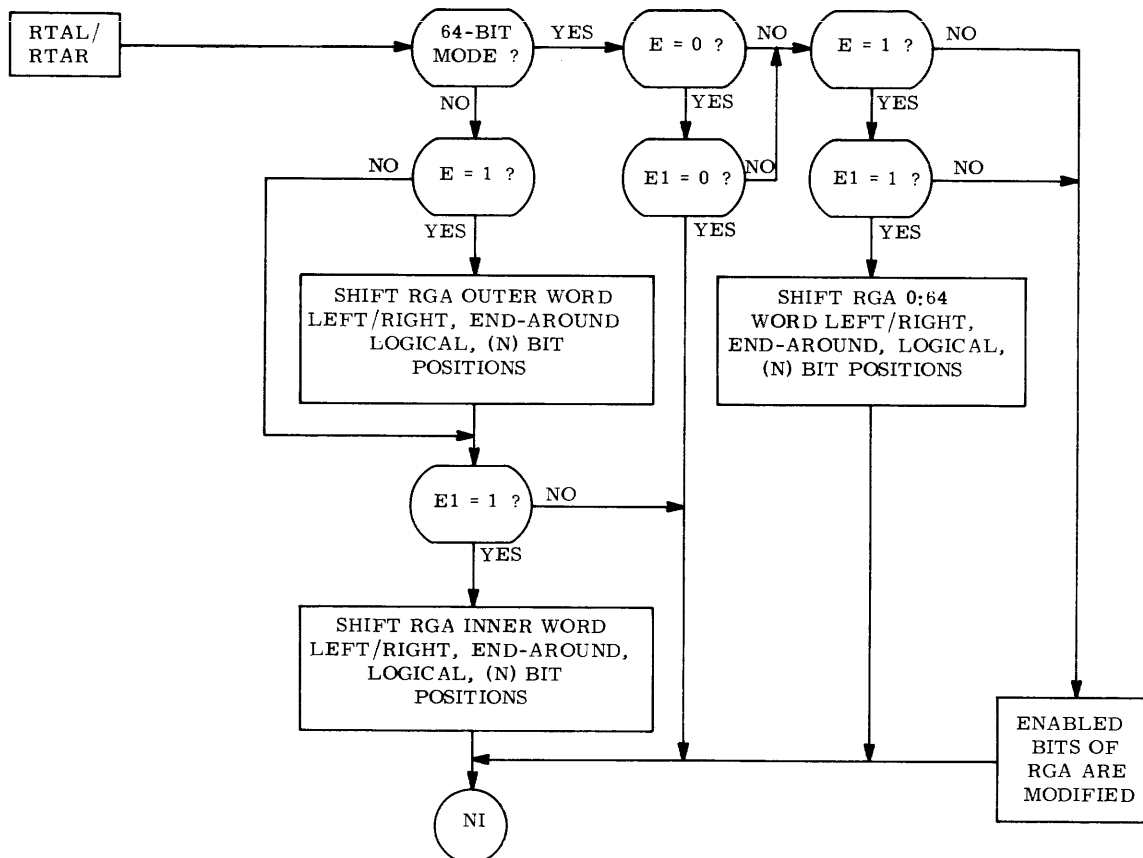 RTAL/
RTAR
64-BIT
MODE ?
YES
E = 0 ?
NO
E = 1 ?
NO
NO
YES
YES
NO
E = 1 ?
E1 = 0 ?
NO
E1 = 1 ?
NO
YES
YES
YES
SHIFT RGA OUTER WORD
LEFT/RIGHT, END-AROUND
LOGICAL, (N) BIT
POSITIONS
SHIFT RGA 0:64
WORD LEFT/RIGHT,
END-AROUND, LOGICAL,
(N) BIT POSITIONS
E1 = 1 ?
NO
YES
SHIFT RGA INNER WORD
LEFT/RIGHT, END-AROUND,
LOGICAL, (N) BIT
POSITIONS
ENABLED
BITS OF
RGA ARE
MODIFIED
NI